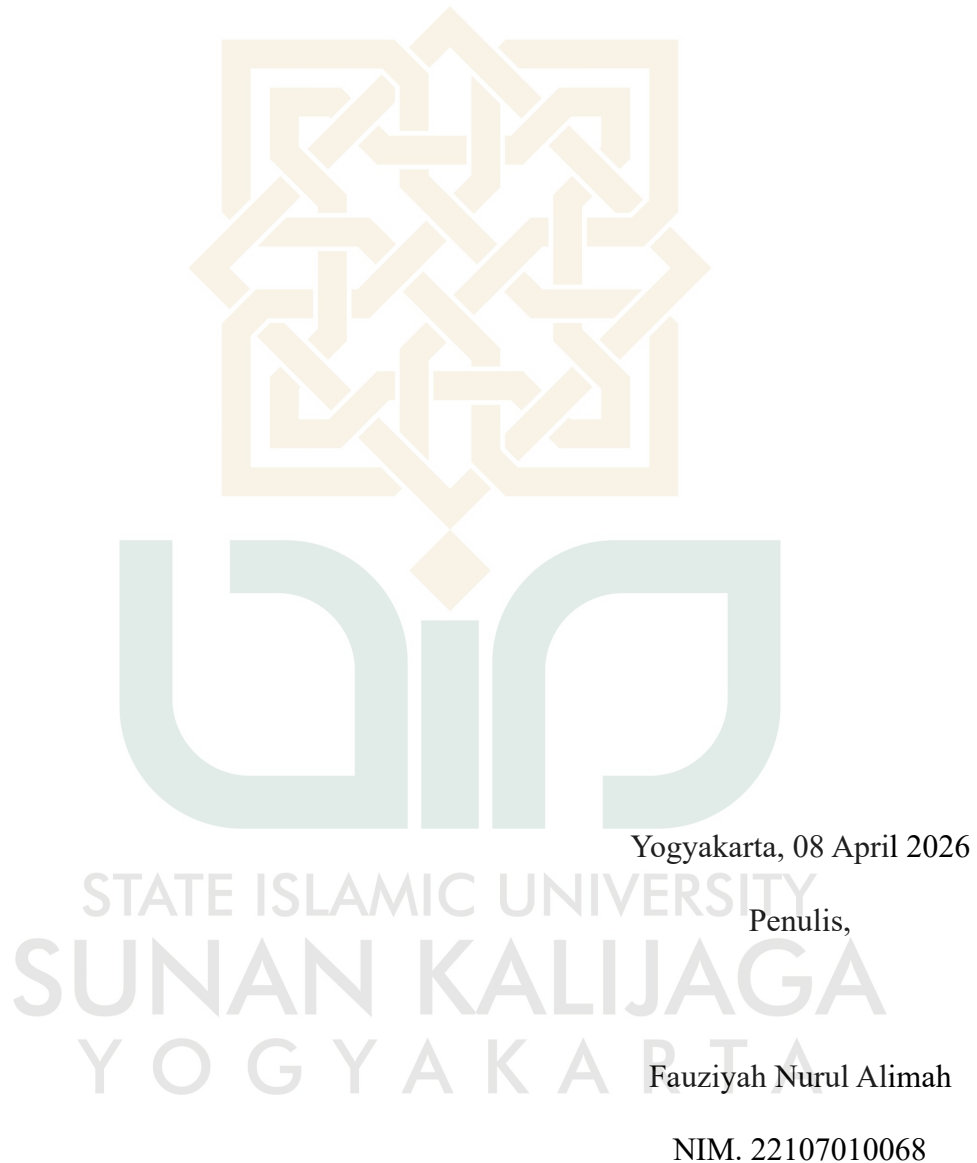 Yogyakarta, 08 April 2026
STATE ISLAMIC UNIVERSITY
Penulis,
SUNAN KALIJAGA
YOGYAKARTA
Fauziyah Nurul Alimah
NIM. 22107010068